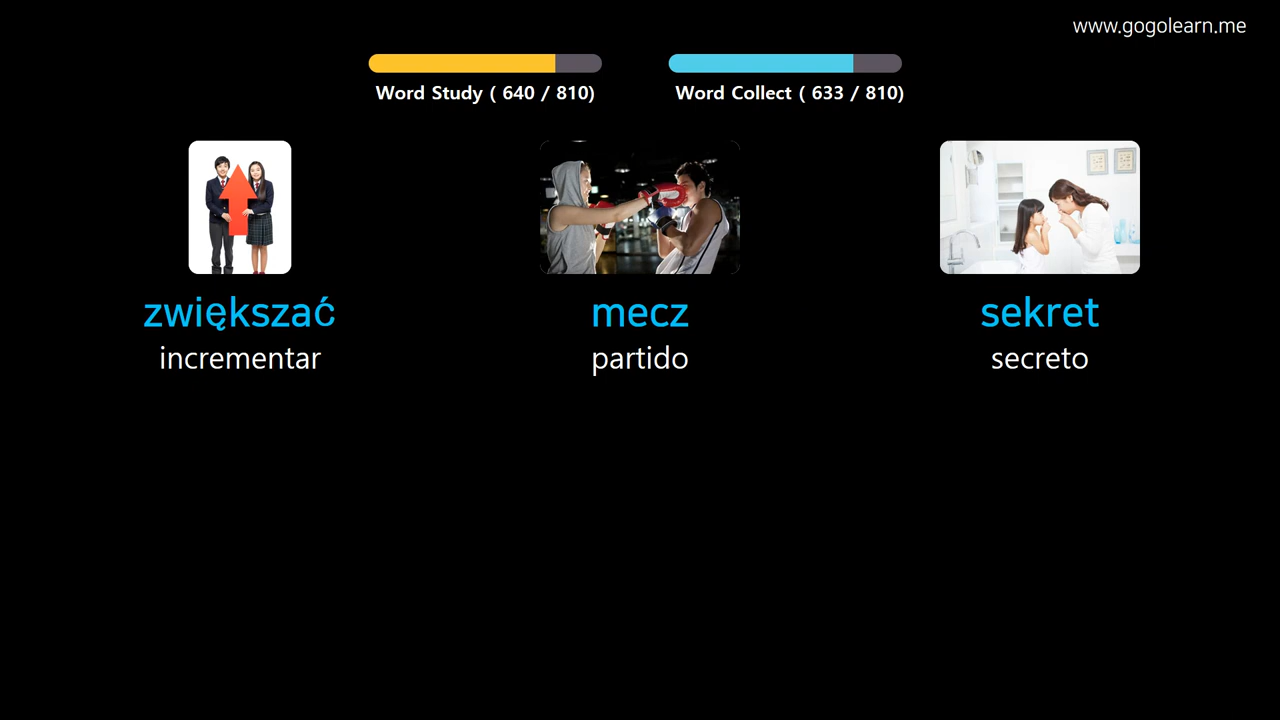 www.gogolearn.me
Word Study ( 640 / 810)
Word Collect ( 633 / 810)
zwiększać
incrementar
mecz
partido
sekret
secreto